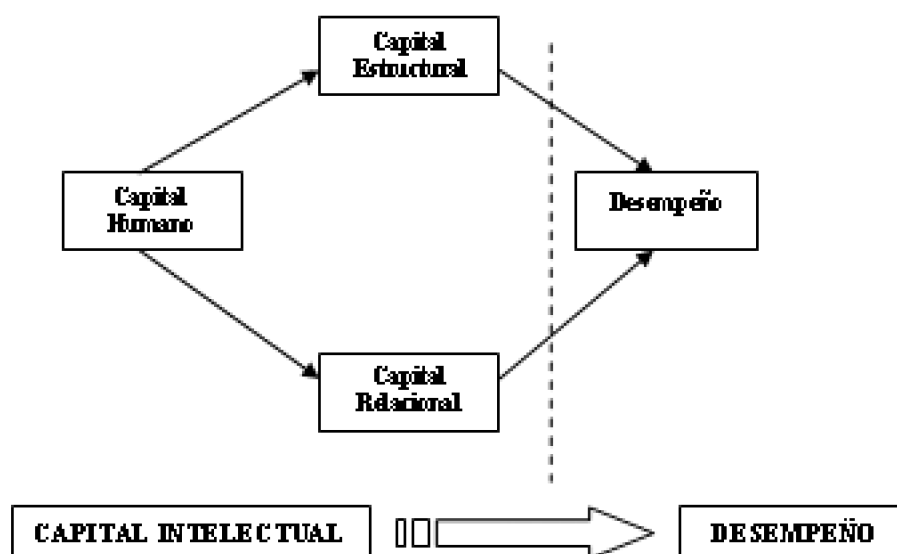 Capital
Estructural
Capital
Humano
Desempeño
Capital
Relacional
CAPITAL INTELECTUAL
DESEMPEÑO